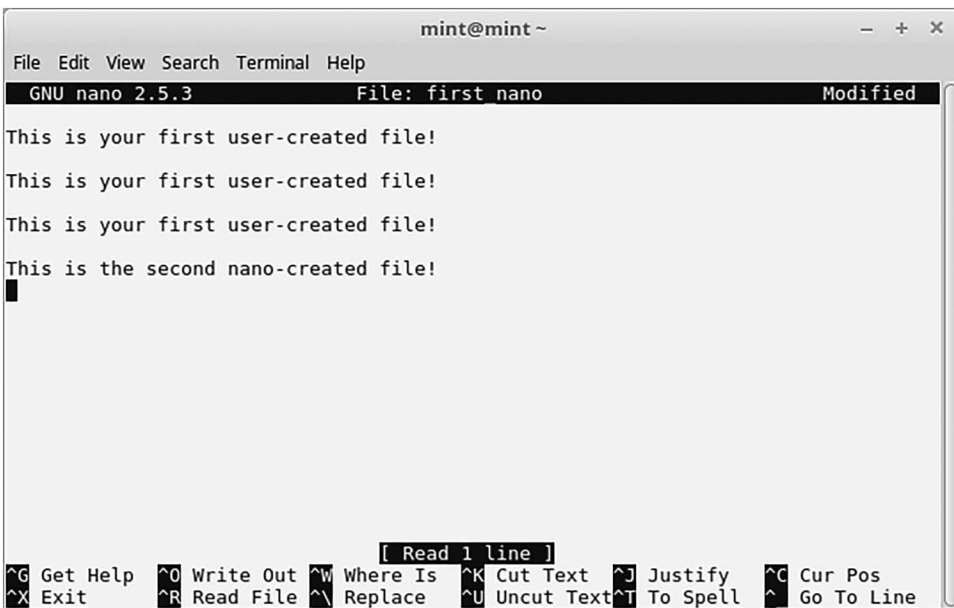 mint@mint ~
File Edit View Search Terminal Help
GNU nano 2.5.3 File: first_nano Modified
This is your first user-created file!
This is your first user-created file!
This is your first user-created file!
This is the second nano-created file!
[ Read 1 line ]
^G Get Help ^O Write Out ^W Where Is ^K Cut Text ^J Justify ^C Cur Pos
^X Exit ^R Read File ^\ Replace ^U Uncut Text ^T To Spell ^_ Go To Line